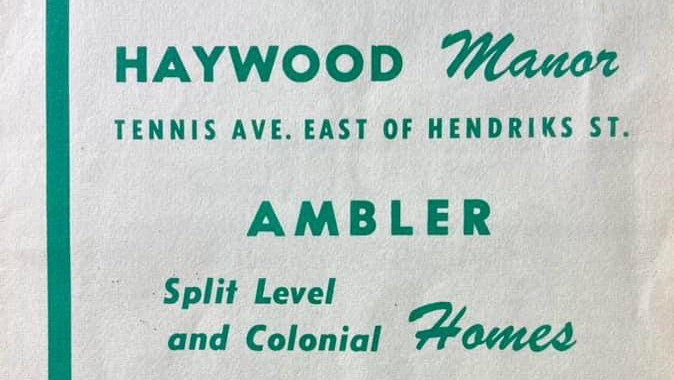 HAYWOOD Manor
TENNIS AVE. EAST OF HENDRIKS ST.
AMBLER
Split Level
and Colonial Homes